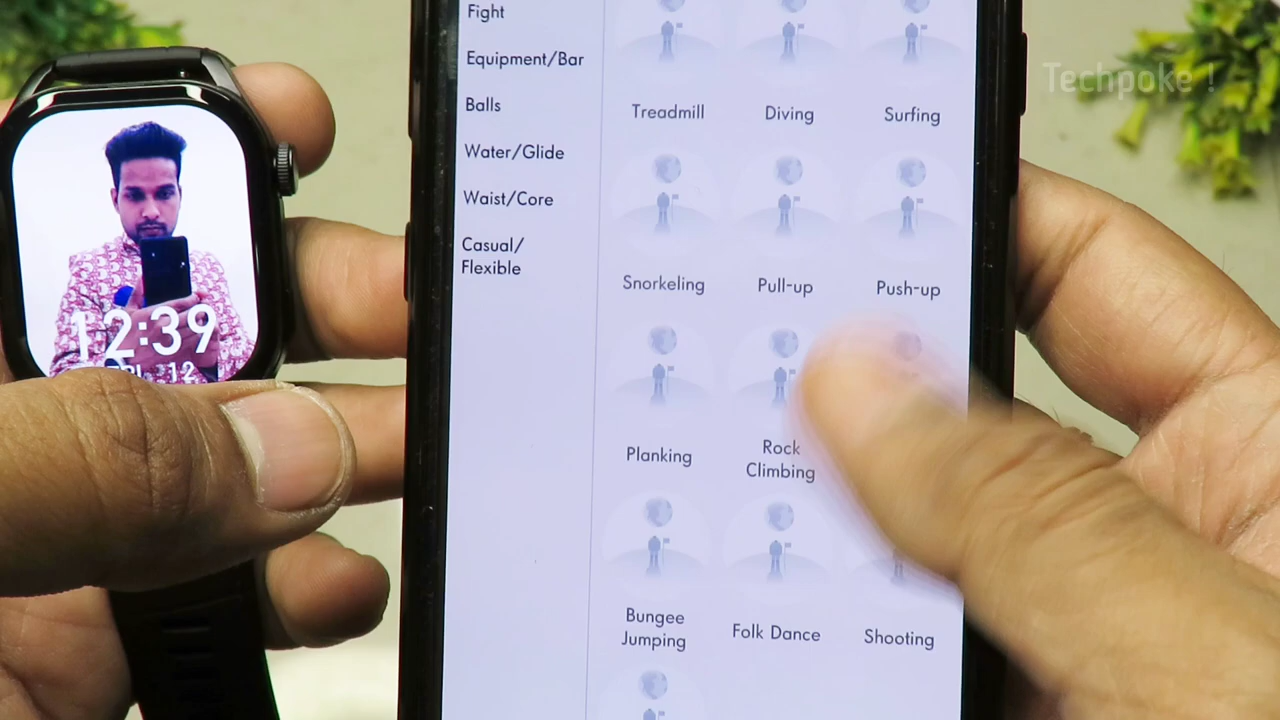 Fight
Equipment/Bar
Balls
Water/Glide
Waist/Core
Casual/
Flexible
Treadmill Diving Surfing
Snorkeling Pull-up Push-up
Planking Rock
Climbing
Bungee
Jumping Folk Dance Shooting
12:39
12
Techpoke !